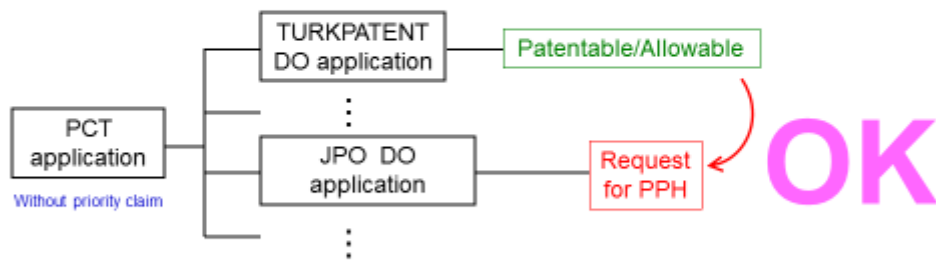 TURKPATENT
DO application
Patentable/Allowable
PCT
application
Without priority claim
JPO DO
application
Request
for PPH
OK